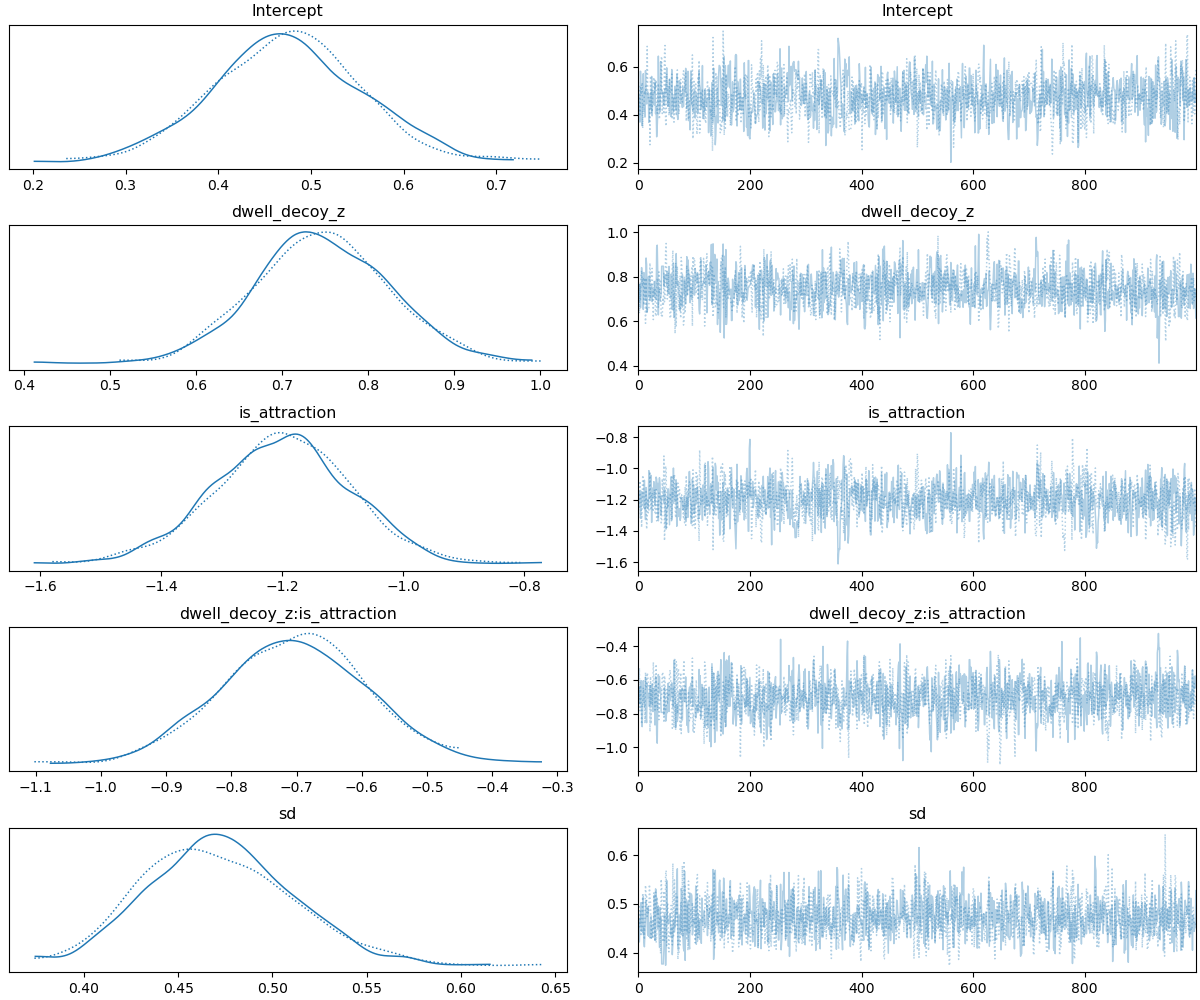 Intercept Intercept
0.2 0.3 0.4 0.5 0.6 0.7
0.6
0.4
0.2
0 200 400 600 800
dwell_decoy_z dwell_decoy_z
0.4 0.5 0.6 0.7 0.8 0.9 1.0
1.0
0.8
0.6
0.4
0 200 400 600 800
is_attraction is_attraction
−1.6 −1.4 −1.2 −1.0 −0.8
−0.8
−1.0
−1.2
−1.4
−1.6
0 200 400 600 800
dwell_decoy_z:is_attraction dwell_decoy_z:is_attraction
−1.1 −1.0 −0.9 −0.8 −0.7 −0.6 −0.5 −0.4 −0.3
−0.4
−0.6
−0.8
−1.0
0 200 400 600 800
sd sd
0.40 0.45 0.50 0.55 0.60 0.65
0.6
0.5
0.4
0 200 400 600 800